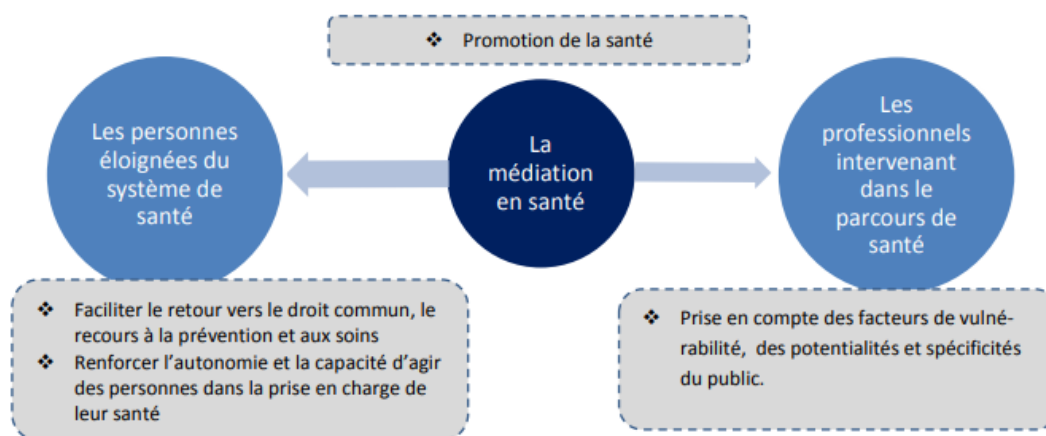 ❖ Promotion de la santé
Les personnes
éloignées du
système de
santé
La
médiation
en santé
Les
professionnels
intervenant
dans le
parcours de
santé
❖ Faciliter le retour vers le droit commun, le
recours à la prévention et aux soins
❖ Renforcer l’autonomie et la capacité d’agir
des personnes dans la prise en charge de
leur santé
❖ Prise en compte des facteurs de vulné-
rabilité, des potentialités et spécificités
du public.